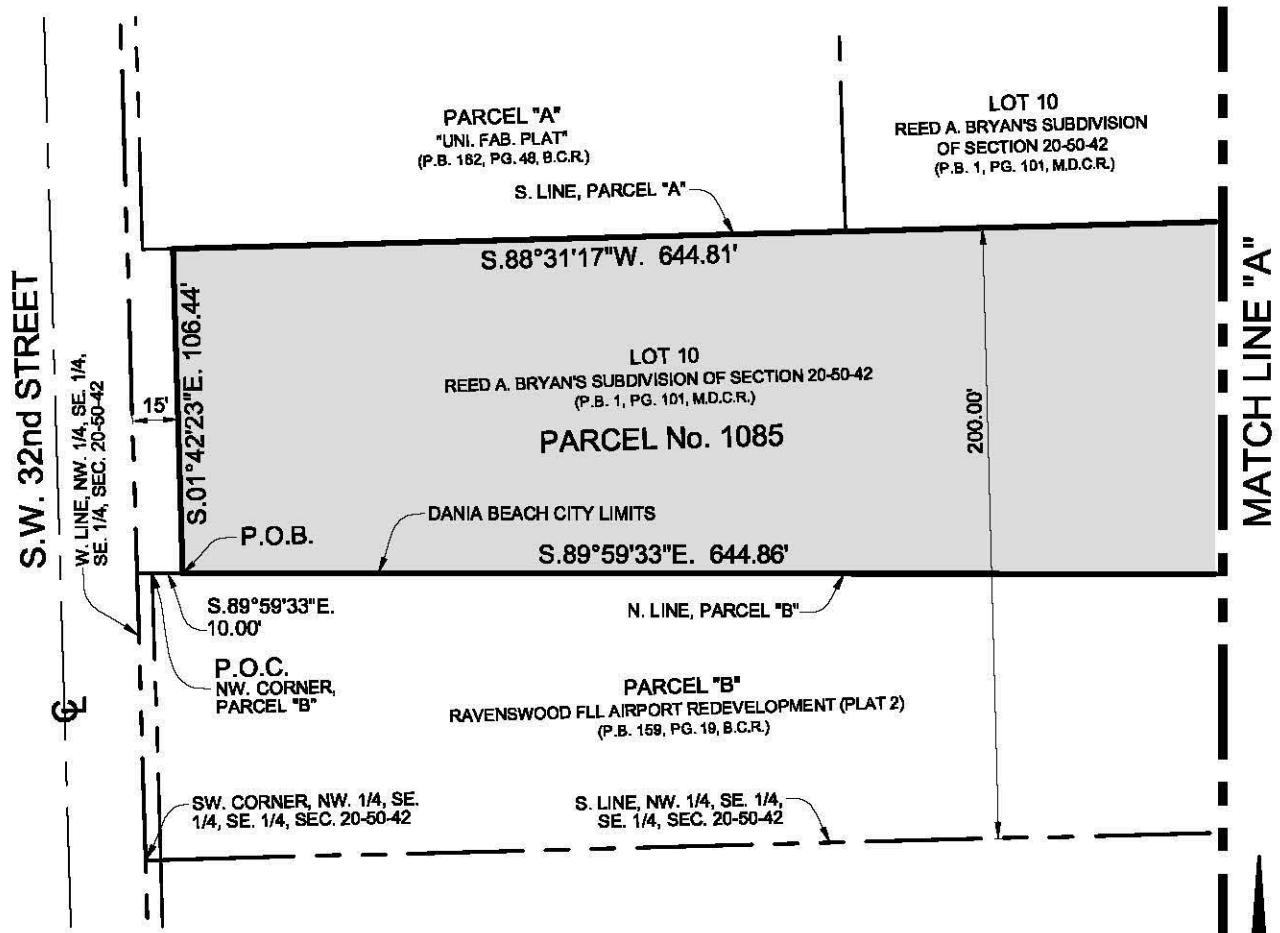 PARCEL "A"
"UNI. FAB. PLAT"
(P.B. 162, PG. 48, B.C.R.)
LOT 10
REED A. BRYAN'S SUBDIVISION
OF SECTION 20-50-42
(P.B. 1, PG. 101, M.D.C.R.)
S. LINE, PARCEL "A"
S.88°31'17"W. 644.81'
S.W. 32nd STREET
W. LINE, NW. 1/4, SE. 1/4,
SE. 1/4, SEC. 20-50-42
15'
S.01°42'23"E. 106.44'
LOT 10
REED A. BRYAN'S SUBDIVISION OF SECTION 20-50-42
(P.B. 1, PG. 101, M.D.C.R.)
PARCEL No. 1085
200.00'
MATCH LINE "A"
DANIA BEACH CITY LIMITS
P.O.B.
S.89°59'33"E. 644.86'
S.89°59'33"E.
10.00'
N. LINE, PARCEL "B"
P.O.C.
NW. CORNER,
PARCEL "B"
PARCEL "B"
RAVENSWOOD FLL AIRPORT REDEVELOPMENT (PLAT 2)
(P.B. 159, PG. 19, B.C.R.)
℄
SW. CORNER, NW. 1/4, SE.
1/4, SE. 1/4, SEC. 20-50-42
S. LINE, NW. 1/4, SE. 1/4,
SE. 1/4, SEC. 20-50-42